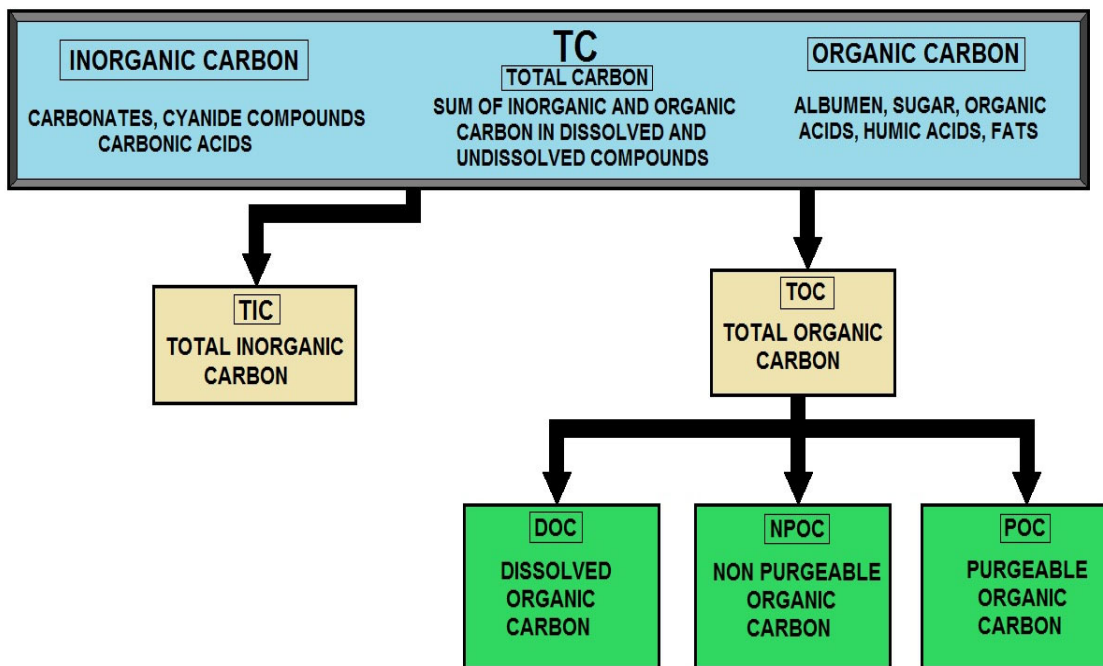 INORGANIC CARBON
CARBONATES, CYANIDE COMPOUNDS
CARBONIC ACIDS
TC
TOTAL CARBON
SUM OF INORGANIC AND ORGANIC
CARBON IN DISSOLVED AND
UNDISSOLVED COMPOUNDS
ORGANIC CARBON
ALBUMEN, SUGAR, ORGANIC
ACIDS, HUMIC ACIDS, FATS
TIC
TOTAL INORGANIC
CARBON
TOC
TOTAL ORGANIC
CARBON
DOC
DISSOLVED
ORGANIC
CARBON
NPOC
NON PURGEABLE
ORGANIC
CARBON
POC
PURGEABLE
ORGANIC
CARBON